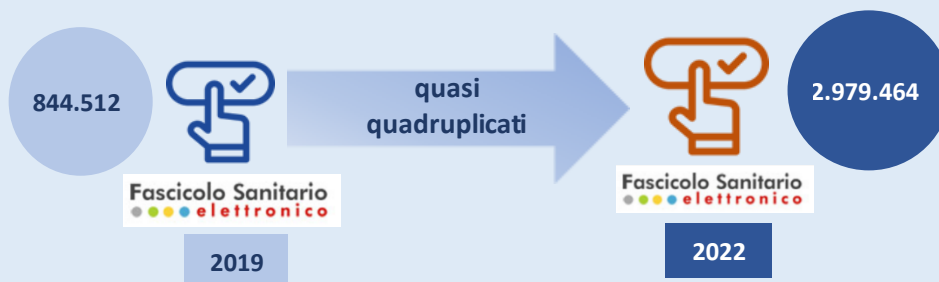 844.512
quasi
quadruplicati
2.979.464
Fascicolo Sanitario
elettronico
Fascicolo Sanitario
elettronico
2019
2022